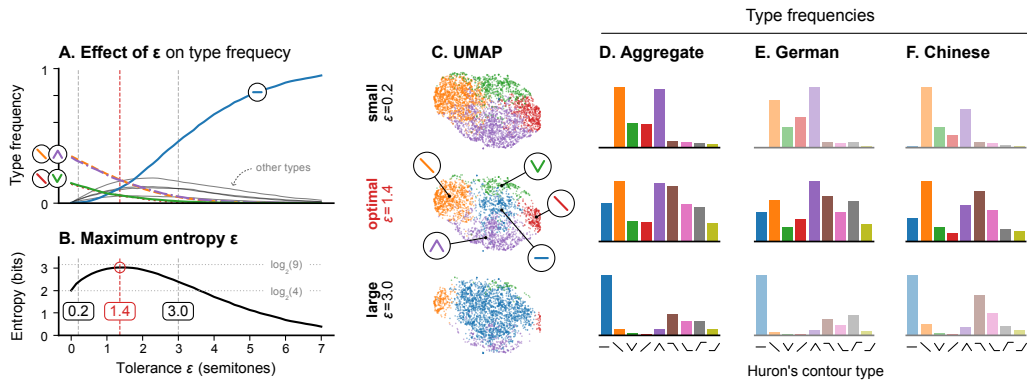 Type frequencies
A. Effect of ε on type frequecy
C. UMAP
D. Aggregate
E. German
F. Chinese
1
Type frequency
other types
0
small
ε=0.2
optimal
ε=1.4
large
ε=3.0
B. Maximum entropy ε
Entropy (bits)
3
2
1
0
log₂(9)
log₂(4)
0.2
1.4
3.0
0 1 2 3 4 5 6 7
Tolerance ε (semitones)
Huron's contour type